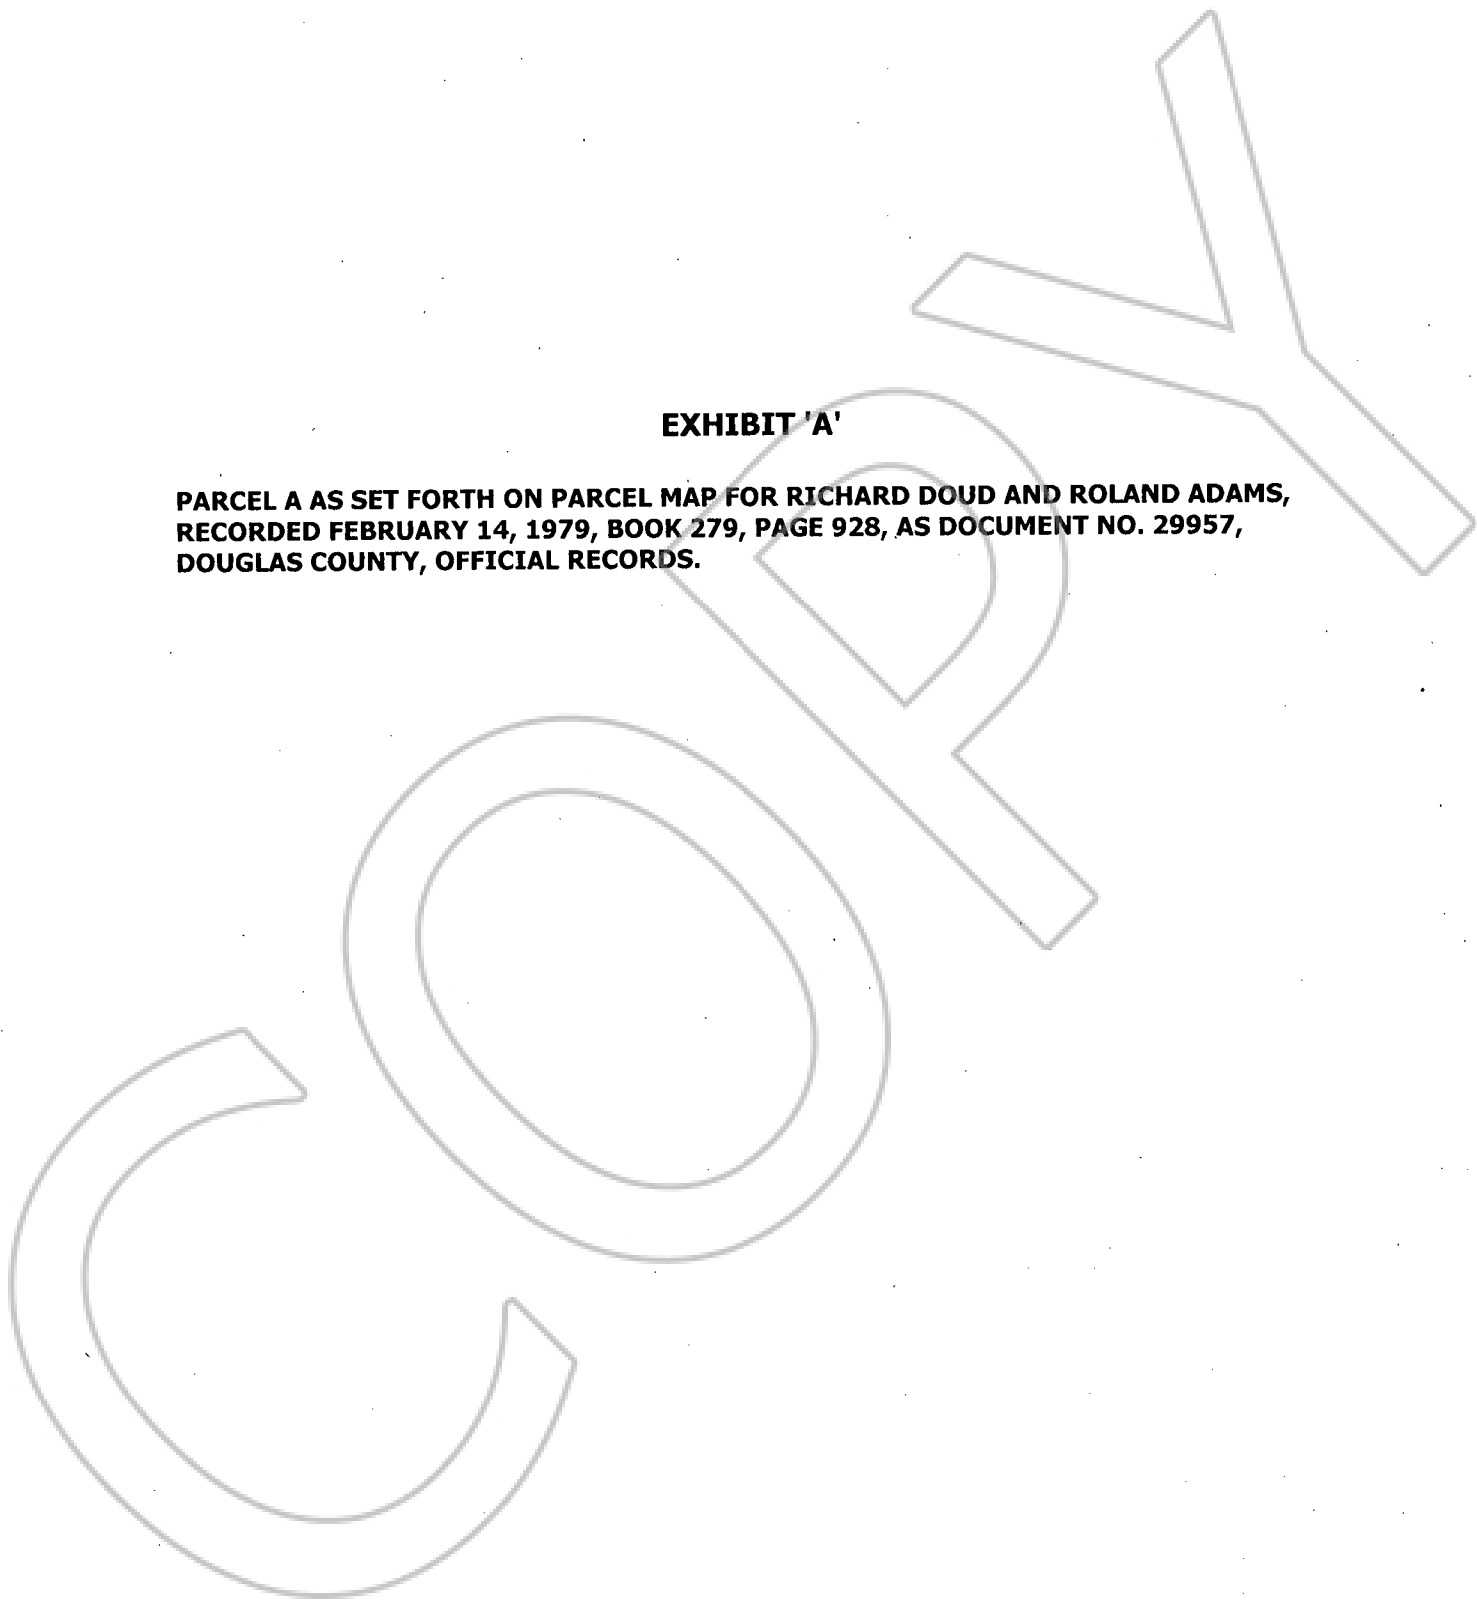 EXHIBIT 'A'
PARCEL A AS SET FORTH ON PARCEL MAP FOR RICHARD DOUD AND ROLAND ADAMS,
RECORDED FEBRUARY 14, 1979, BOOK 279, PAGE 928, AS DOCUMENT NO. 29957,
DOUGLAS COUNTY, OFFICIAL RECORDS.
COPY